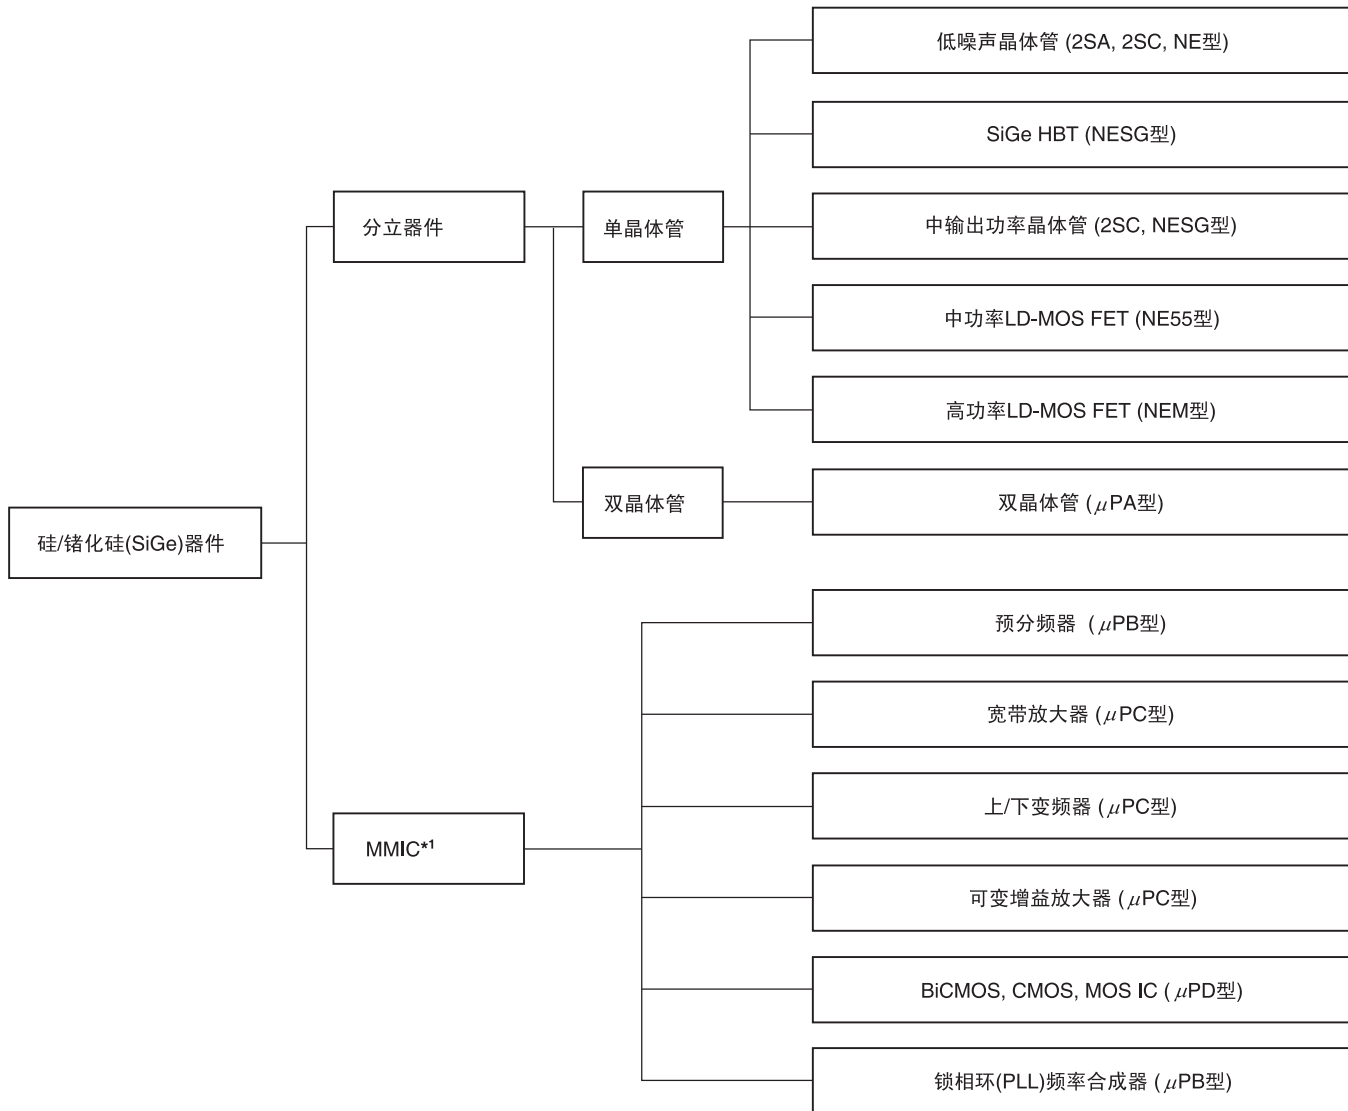 低噪声晶体管 (2SA, 2SC, NE型)
SiGe HBT (NESG型)
分立器件
单晶体管
中输出功率晶体管 (2SC, NESG型)
中功率LD-MOS FET (NE55型)
高功率LD-MOS FET (NEM型)
双晶体管
双晶体管 (μPA型)
硅/锗化硅(SiGe)器件
预分频器 (μPB型)
宽带放大器 (μPC型)
上/下变频器 (μPC型)
MMIC*1
可变增益放大器 (μPC型)
BiCMOS, CMOS, MOS IC (μPD型)
锁相环(PLL)频率合成器 (μPB型)